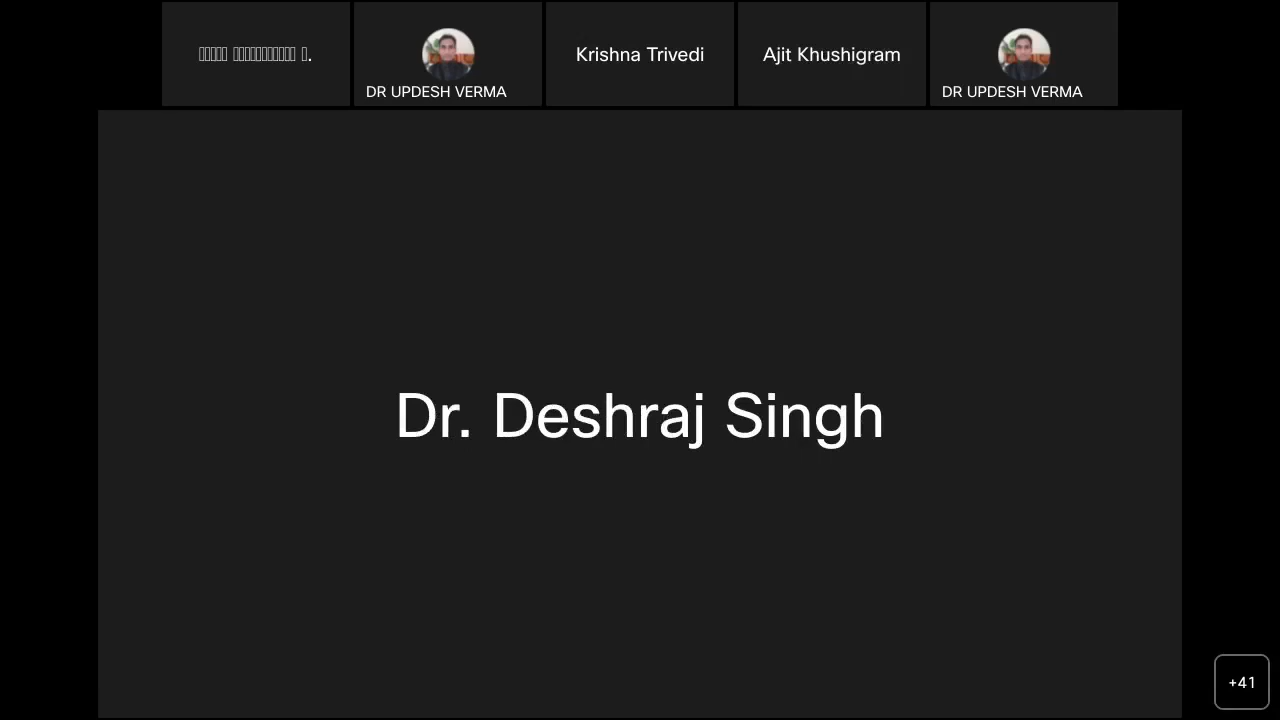 DR UPDESH VERMA
Krishna Trivedi
Ajit Khushigram
DR UPDESH VERMA
Dr. Deshraj Singh
+41